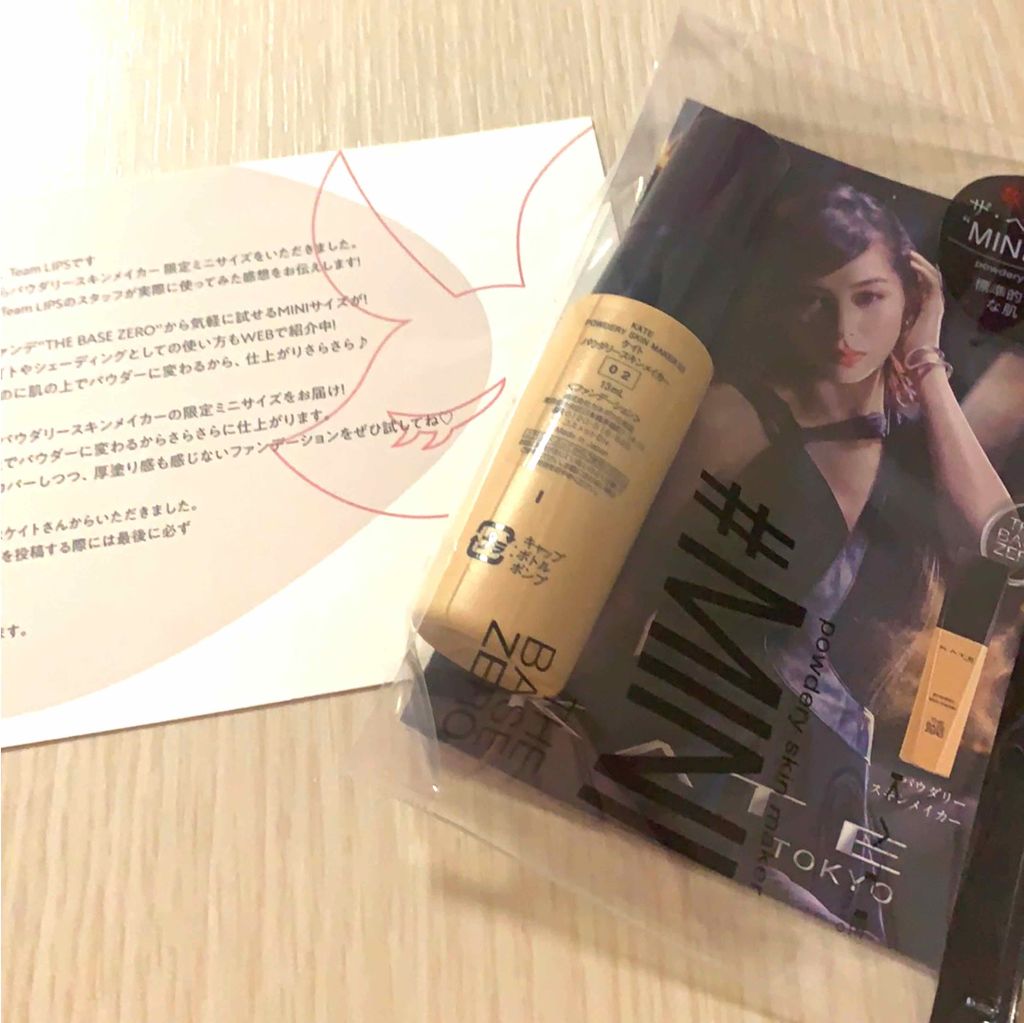 Team LIPSです
パウダリースキンメイカー 限定ミニサイズをいただきました。
Team LIPSのスタッフが実際に使ってみた感想をお伝えします!
ァンデ"THE BASE ZERO"から気軽に試せるMINIサイズが!
イトやシェーディングとしての使い方もWEBで紹介中!
のに肌の上でパウダーに変わるから、仕上がりさらさら♪
パウダリースキンメイカーの限定ミニサイズをお届け!
でパウダーに変わるからさらさらに仕上がります。
カバーしつつ、厚塗り感も感じないファンデーションをぜひ試してね♡
ケイトさんからいただきました。
を投稿する際には最後に必ず
ます。
KATE
POWDERY SKIN MAKER
ケイト
パウダリースキンメイカー
02
13mL
<ファンデーション>
キャップ
ボトル
ポンプ
THE
BASE
ZERO
#MINI
powdery skin maker
ザ・ベ
"MINI
powdery
標準的
な肌
BA
ZER
KATE
パウダリー
スキンメイカー
TOKYO